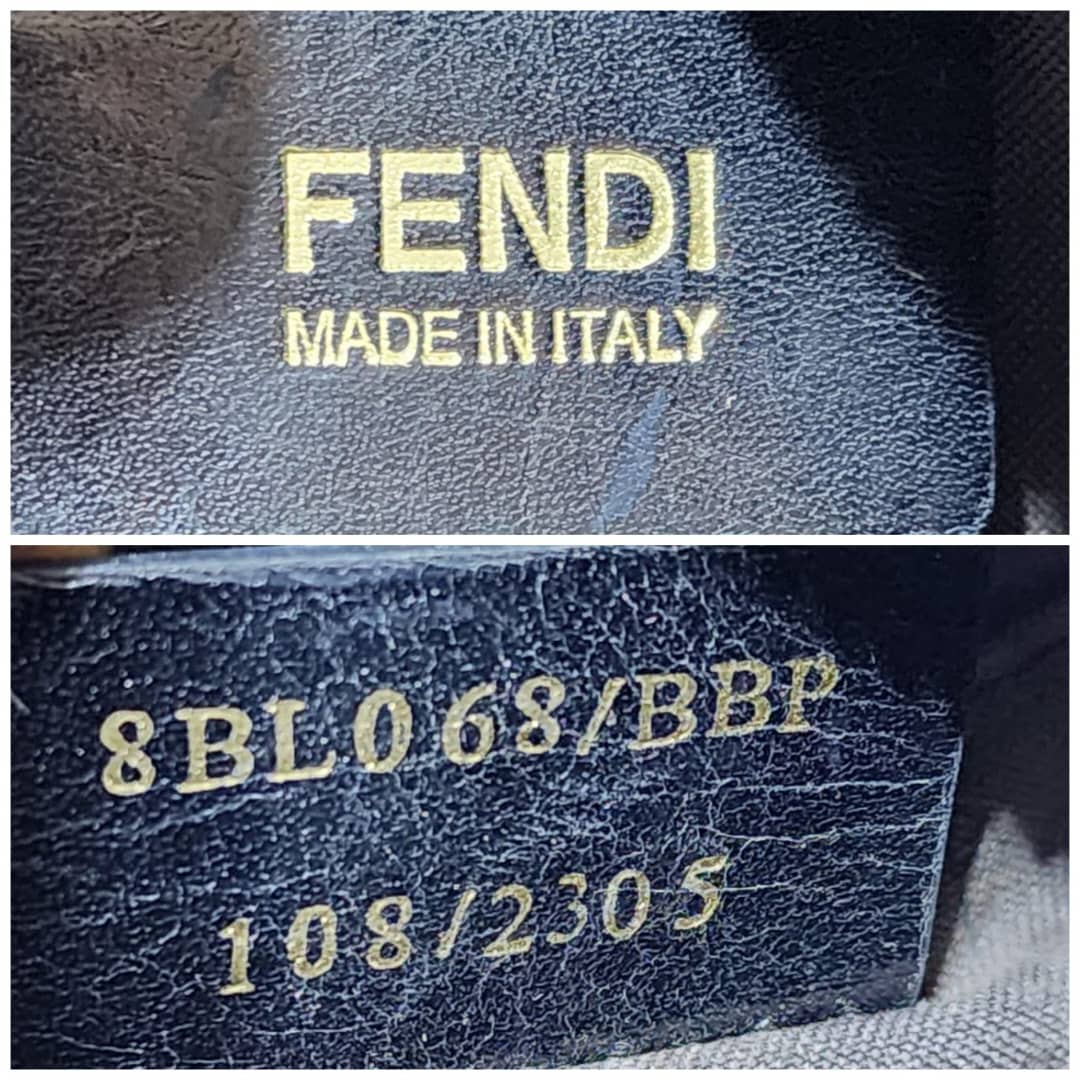 FENDI
MADE IN ITALY
8BL068/BBP
108/2305